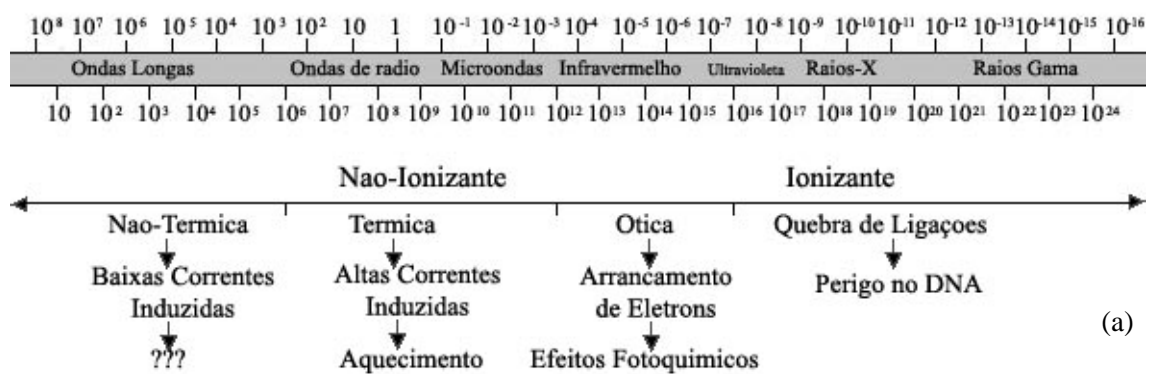 10⁸ 10⁷ 10⁶ 10⁵ 10⁴ 10³ 10² 10 1 10⁻¹ 10⁻² 10⁻³ 10⁻⁴ 10⁻⁵ 10⁻⁶ 10⁻⁷ 10⁻⁸ 10⁻⁹ 10⁻¹⁰ 10⁻¹¹ 10⁻¹² 10⁻¹³ 10⁻¹⁴ 10⁻¹⁵ 10⁻¹⁶
Ondas Longas Ondas de radio Microondas Infravermelho Ultravioleta Raios-X Raios Gama
10 10² 10³ 10⁴ 10⁵ 10⁶ 10⁷ 10⁸ 10⁹ 10¹⁰ 10¹¹ 10¹² 10¹³ 10¹⁴ 10¹⁵ 10¹⁶ 10¹⁷ 10¹⁸ 10¹⁹ 10²⁰ 10²¹ 10²² 10²³ 10²⁴
Nao-Ionizante Ionizante
Nao-Termica Termica Otica Quebra de Ligaçoes
Baixas Correntes Altas Correntes Arrancamento Perigo no DNA
Induzidas Induzidas de Eletrons
(a)
??? Aquecimento Efeitos Fotoquimicos